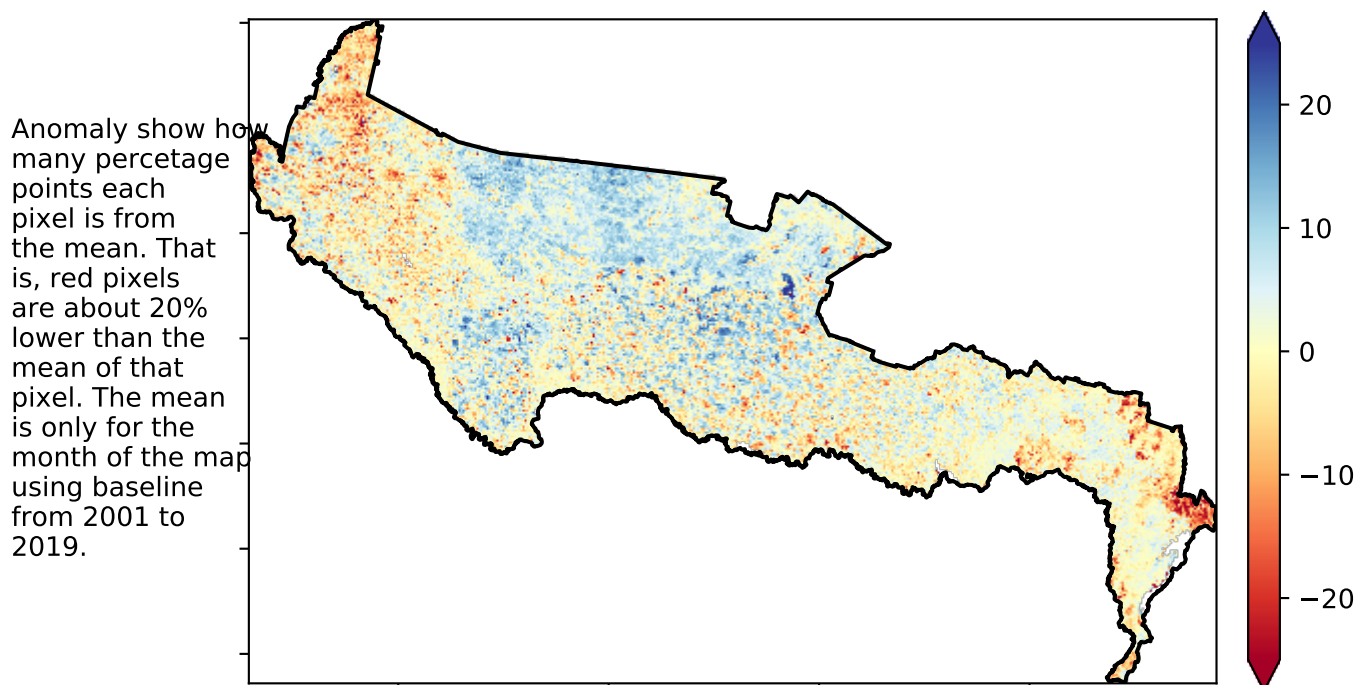 Anomaly show how
many percetage
points each
pixel is from
the mean. That
is, red pixels
are about 20%
lower than the
mean of that
pixel. The mean
is only for the
month of the map
using baseline
from 2001 to
2019.
20
10
0
−10
−20